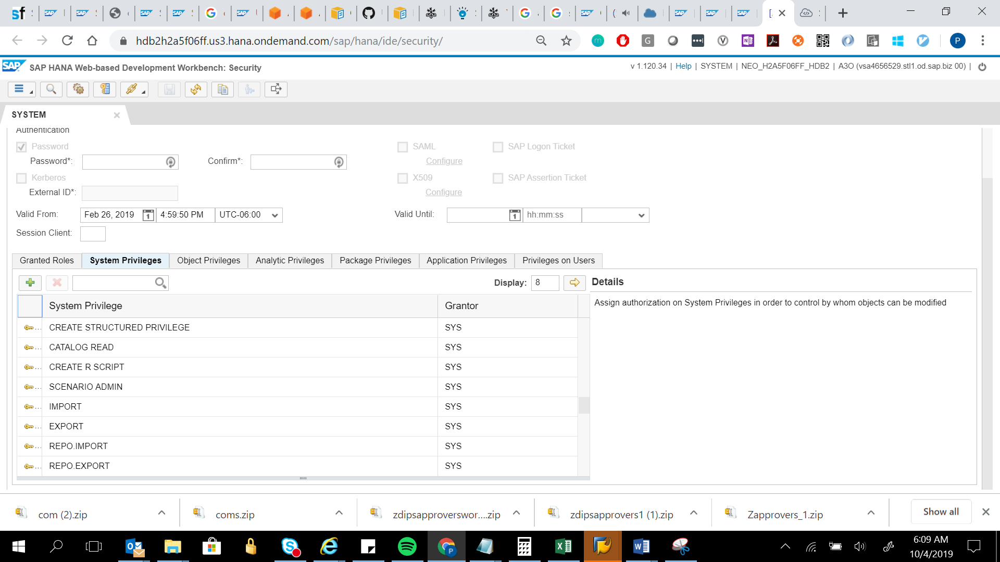 hdb2h2a5f06ff.us3.hana.ondemand.com/sap/hana/ide/security/
SAP SAP HANA Web-based Development Workbench: Security
v 1.120.34 | Help | SYSTEM | NEO_H2A5F06FF_HDB2 | A3O (vsa4656529.stl1.od.sap.biz 00) |
SYSTEM
Authentication
Password SAML SAP Logon Ticket
Password*: Confirm*: Configure
Kerberos X509 SAP Assertion Ticket
External ID*: Configure
Valid From: Feb 26, 2019 4:59:50 PM UTC-06:00 Valid Until: hh:mm:ss
Session Client:
Granted Roles System Privileges Object Privileges Analytic Privileges Package Privileges Application Privileges Privileges on Users
Display: 8 Details
System Privilege Grantor
Assign authorization on System Privileges in order to control by whom objects can be modified
CREATE STRUCTURED PRIVILEGE SYS
CATALOG READ SYS
CREATE R SCRIPT SYS
SCENARIO ADMIN SYS
IMPORT SYS
EXPORT SYS
REPO.IMPORT SYS
REPO.EXPORT SYS
com (2).zip coms.zip zdipsapproverswor....zip zdipsapprovers1 (1).zip Zapprovers_1.zip Show all
6:09 AM
10/4/2019